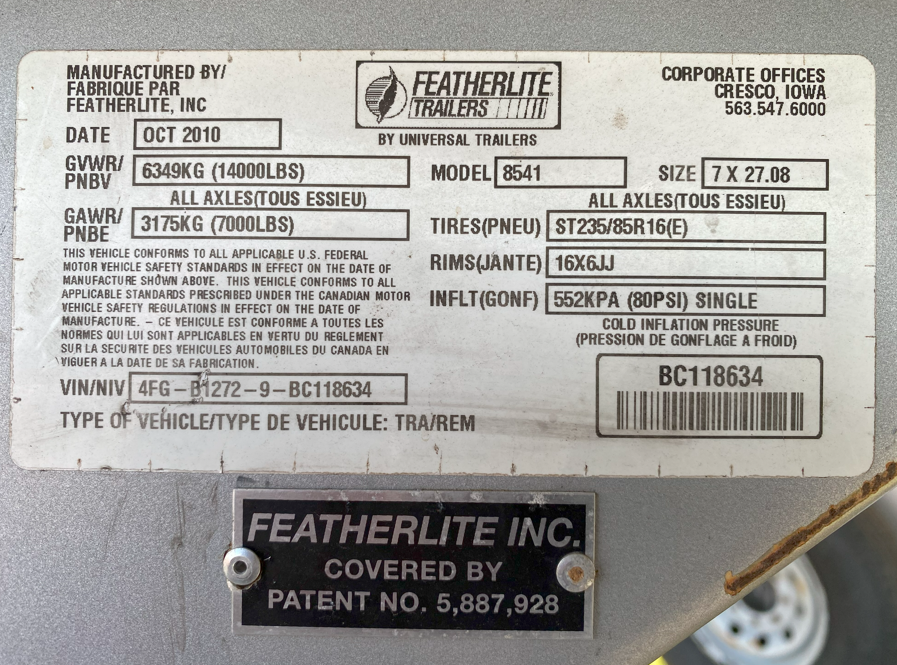 MANUFACTURED BY/
FABRIQUE PAR
FEATHERLITE, INC
FEATHERLITE
TRAILERS
BY UNIVERSAL TRAILERS
CORPORATE OFFICES
CRESCO, IOWA
563.547.6000
DATE OCT 2010
GVWR/
PNBV 6349KG (14000LBS)
MODEL 8541 SIZE 7 X 27.08
ALL AXLES(TOUS ESSIEU)
GAWR/
PNBE 3175KG (7000LBS)
ALL AXLES(TOUS ESSIEU)
TIRES(PNEU) ST235/85R16(E)
RIMS(JANTE) 16X6JJ
INFLT(GONF) 552KPA (80PSI) SINGLE
COLD INFLATION PRESSURE
(PRESSION DE GONFLAGE A FROID)
THIS VEHICLE CONFORMS TO ALL APPLICABLE U.S. FEDERAL
MOTOR VEHICLE SAFETY STANDARDS IN EFFECT ON THE DATE OF
MANUFACTURE SHOWN ABOVE. THIS VEHICLE CONFORMS TO ALL
APPLICABLE STANDARDS PRESCRIBED UNDER THE CANADIAN MOTOR
VEHICLE SAFETY REGULATIONS IN EFFECT ON THE DATE OF
MANUFACTURE. – CE VEHICULE EST CONFORME A TOUTES LES
NORMES QUI LUI SONT APPLICABLES EN VERTU DU REGLEMENT
SUR LA SECURITE DES VEHICULES AUTOMOBILES DU CANADA EN
VIGUER A LA DATE DE SA FABRICATION.
VIN/NIV 4FG – B1272 – 9 – BC118634
TYPE OF VEHICLE/TYPE DE VEHICULE: TRA/REM
BC118634
FEATHERLITE INC.
COVERED BY
PATENT NO. 5,887,928